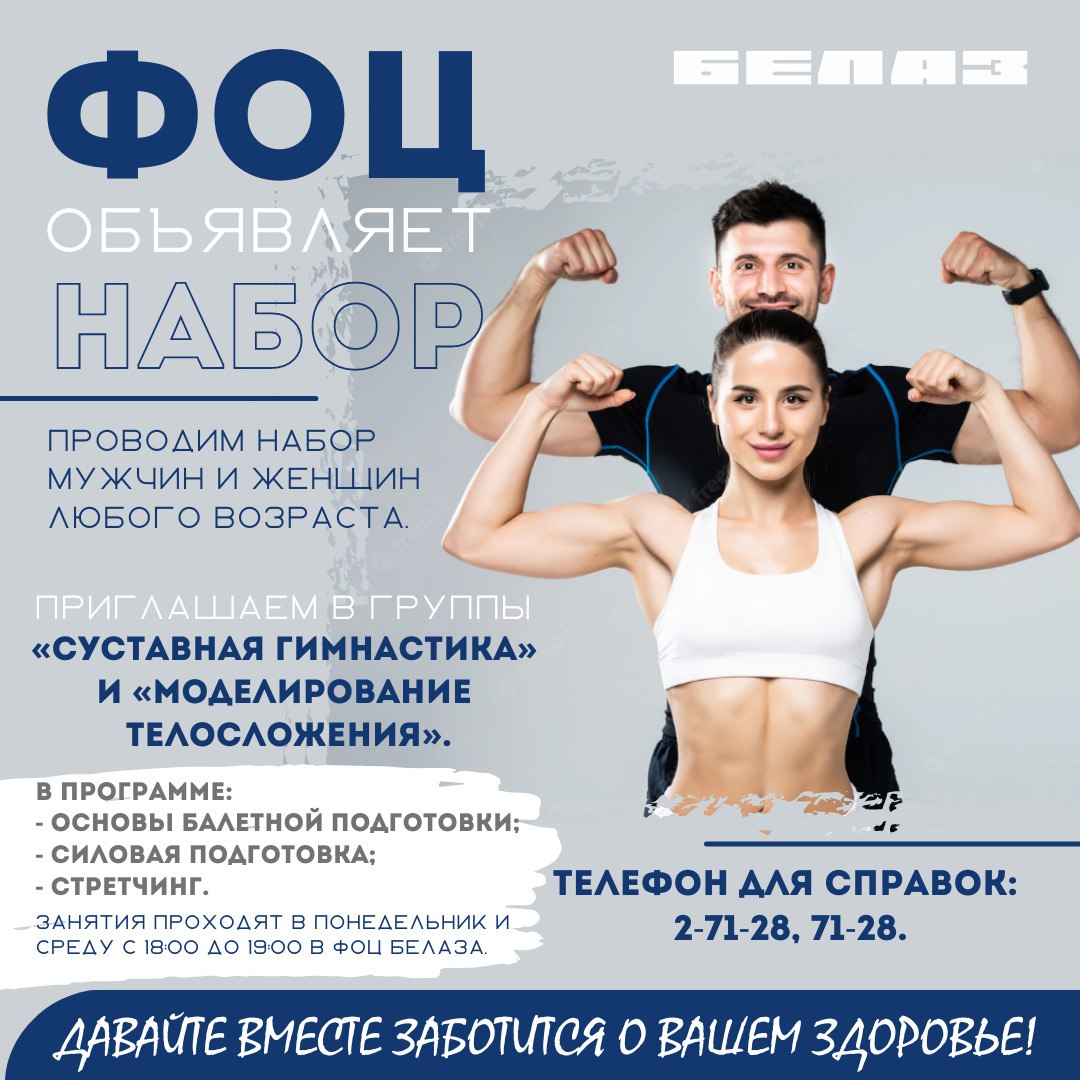 ФОЦ
БЕЛАЗ
ОБЪЯВЛЯЕТ
НАБОР
ПРОВОДИМ НАБОР
МУЖЧИН И ЖЕНЩИН
ЛЮБОГО ВОЗРАСТА.
ПРИГЛАШАЕМ В ГРУППЫ
«СУСТАВНАЯ ГИМНАСТИКА»
И «МОДЕЛИРОВАНИЕ
ТЕЛОСЛОЖЕНИЯ».
В ПРОГРАММЕ:
- ОСНОВЫ БАЛЕТНОЙ ПОДГОТОВКИ;
- СИЛОВАЯ ПОДГОТОВКА;
- СТРЕТЧИНГ.
ЗАНЯТИЯ ПРОХОДЯТ В ПОНЕДЕЛЬНИК И
СРЕДУ С 18:00 ДО 19:00 В ФОЦ БЕЛАЗА.
ТЕЛЕФОН ДЛЯ СПРАВОК:
2-71-28, 71-28.
ДАВАЙТЕ ВМЕСТЕ ЗАБОТИТСЯ О ВАШЕМ ЗДОРОВЬЕ!